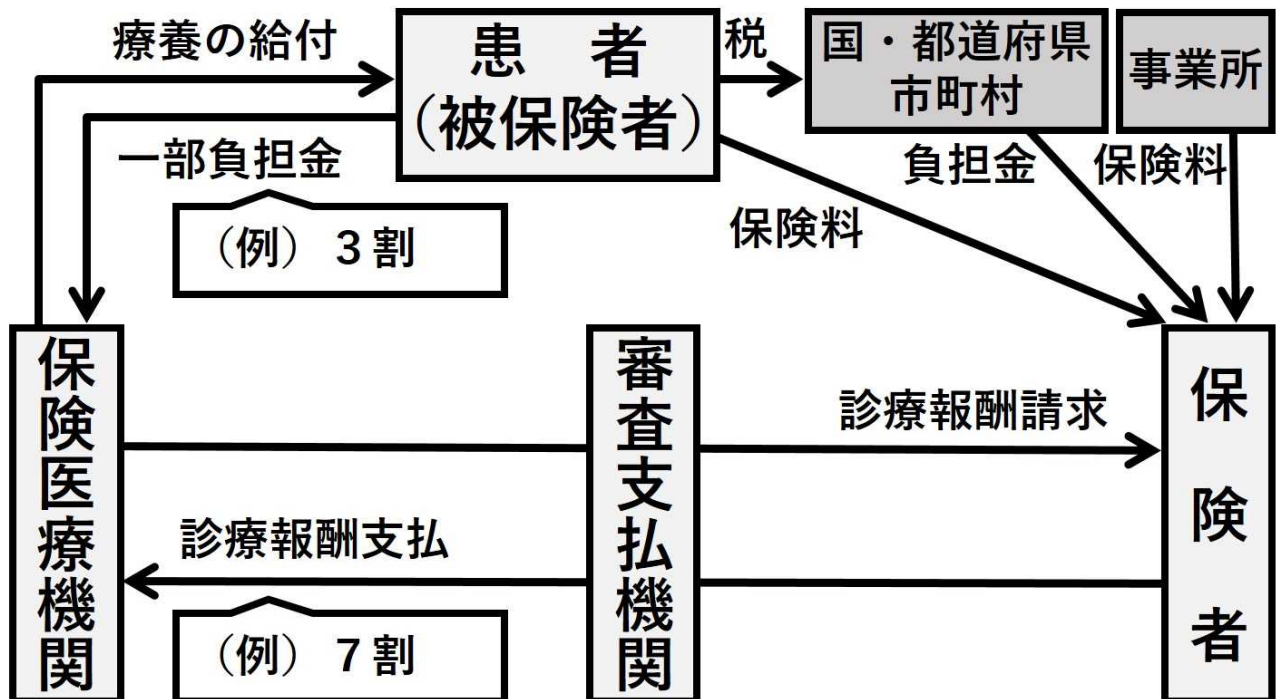 療養の給付
患　者
（被保険者）
税
国・都道府県
市町村
事業所
一部負担金
（例）３割
保険料
負担金
保険料
保険医療機関
審査支払機関
保険者
診療報酬請求
診療報酬支払
（例）７割